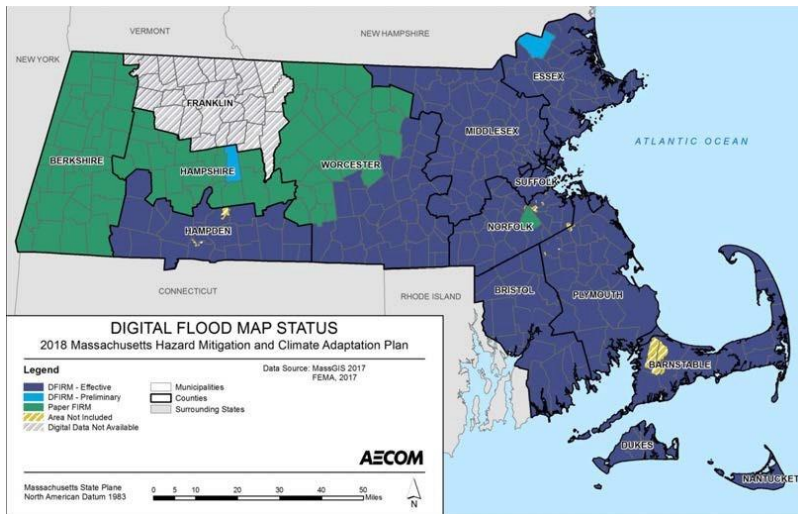 VERMONT
NEW HAMPSHIRE
NEW YORK
ESSEX
FRANKLIN
MIDDLESEX
ATLANTIC OCEAN
BERKSHIRE
WORCESTER
HAMPSHIRE
SUFFOLK
NORFOLK
HAMPDEN
CONNECTICUT
RHODE ISLAND
BRISTOL
PLYMOUTH
BARNSTABLE
DUKES
NANTUCKET
DIGITAL FLOOD MAP STATUS
2018 Massachusetts Hazard Mitigation and Climate Adaptation Plan
Legend
Data Source: MassGIS 2017
FEMA, 2017
DFIRM - Effective
DFIRM - Preliminary
Paper FIRM
Area Not Included
Digital Data Not Available
Municipalities
Counties
Surrounding States
AECOM
Massachusetts State Plane
North American Datum 1983
0 5 10 20 30 40 50
Miles
N